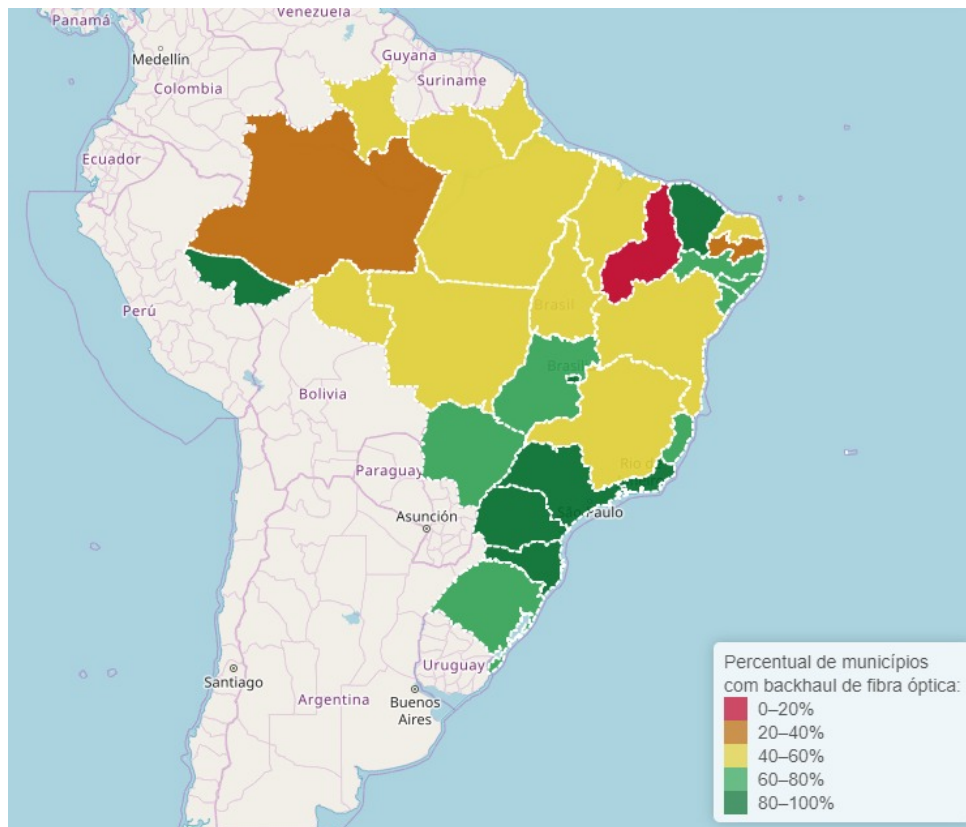 Venezuela
Panamá
Medellín
Guyana
Suriname
Colombia
Ecuador
Perú
Brasil
Brasil
Bolivia
Rio d
Paraguay
São Paulo
Asunción
Uruguay
Santiago
Argentina
Buenos
Aires
Percentual de municípios
com backhaul de fibra óptica:
0–20%
20–40%
40–60%
60–80%
80–100%